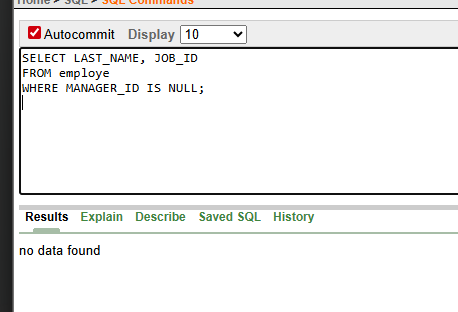 Home > SQL > SQL Commands
Autocommit Display 10
SELECT LAST_NAME, JOB_ID
FROM employe
WHERE MANAGER_ID IS NULL;
Results Explain Describe Saved SQL History
no data found